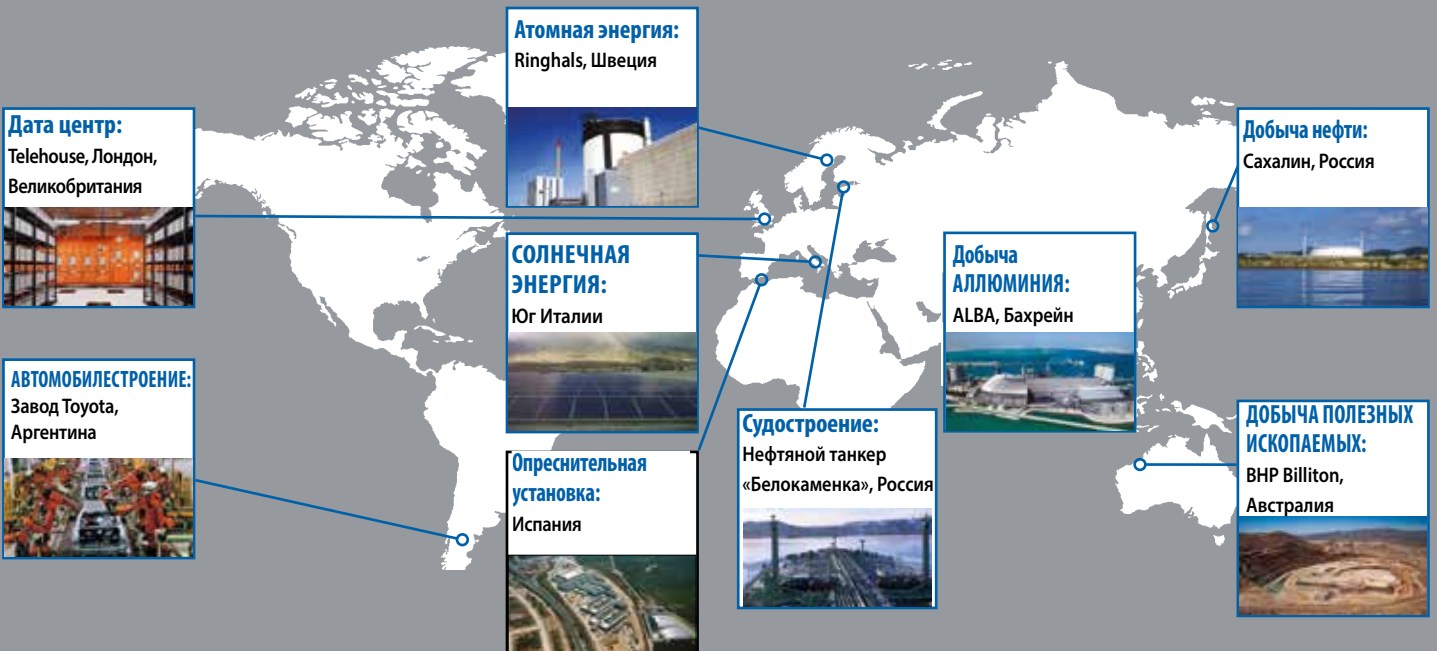 Атомная энергия:
Ringhals, Швеция
Дата центр:
Telehouse, Лондон,
Великобритания
Добыча нефти:
Сахалин, Россия
СОЛНЕЧНАЯ
ЭНЕРГИЯ:
Юг Италии
Добыча
АЛЛЮМИНИЯ:
ALBA, Бахрейн
АВТОМОБИЛЕСТРОЕНИЕ:
Завод Toyota,
Аргентина
Опреснительная
установка:
Испания
Судостроение:
Нефтяной танкер
«Белокаменка», Россия
ДОБЫЧА ПОЛЕЗНЫХ
ИСКОПАЕМЫХ:
BHP Billiton,
Австралия